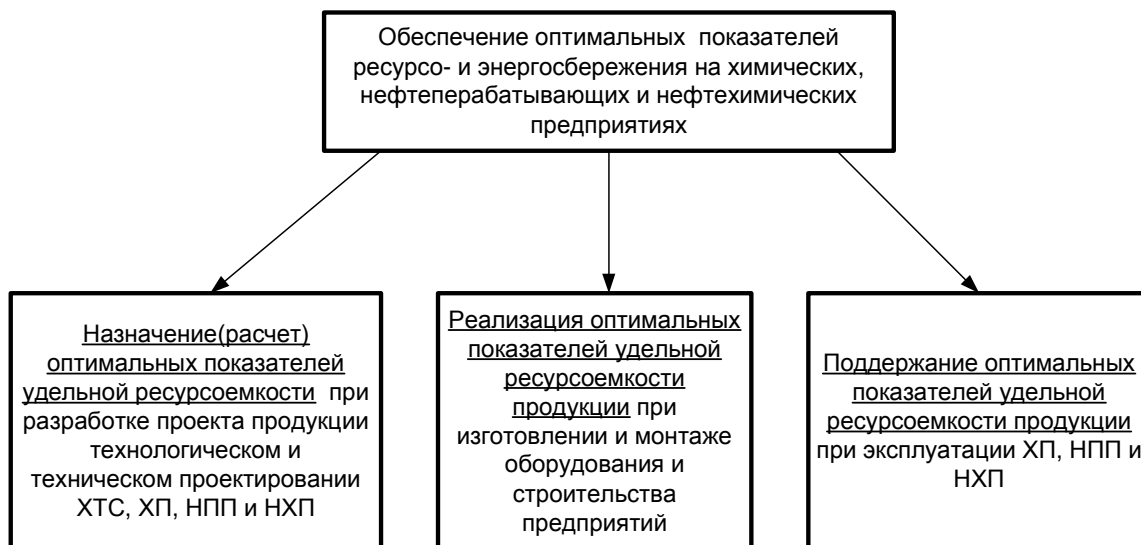 Обеспечение оптимальных показателей
ресурсо- и энергосбережения на химических,
нефтеперабатывающих и нефтехимических
предприятиях
Назначение(расчет)
оптимальных показателей
удельной ресурсоемкости при
разработке проекта продукции
технологическом и
техническом проектировании
ХТС, ХП, НПП и НХП
Реализация оптимальных
показателей удельной
ресурсоемкости
продукции при
изготовлении и монтаже
оборудования и
строительства
предприятий
Поддержание оптимальных
показателей удельной
ресурсоемкости продукции
при эксплуатации ХП, НПП и
НХП